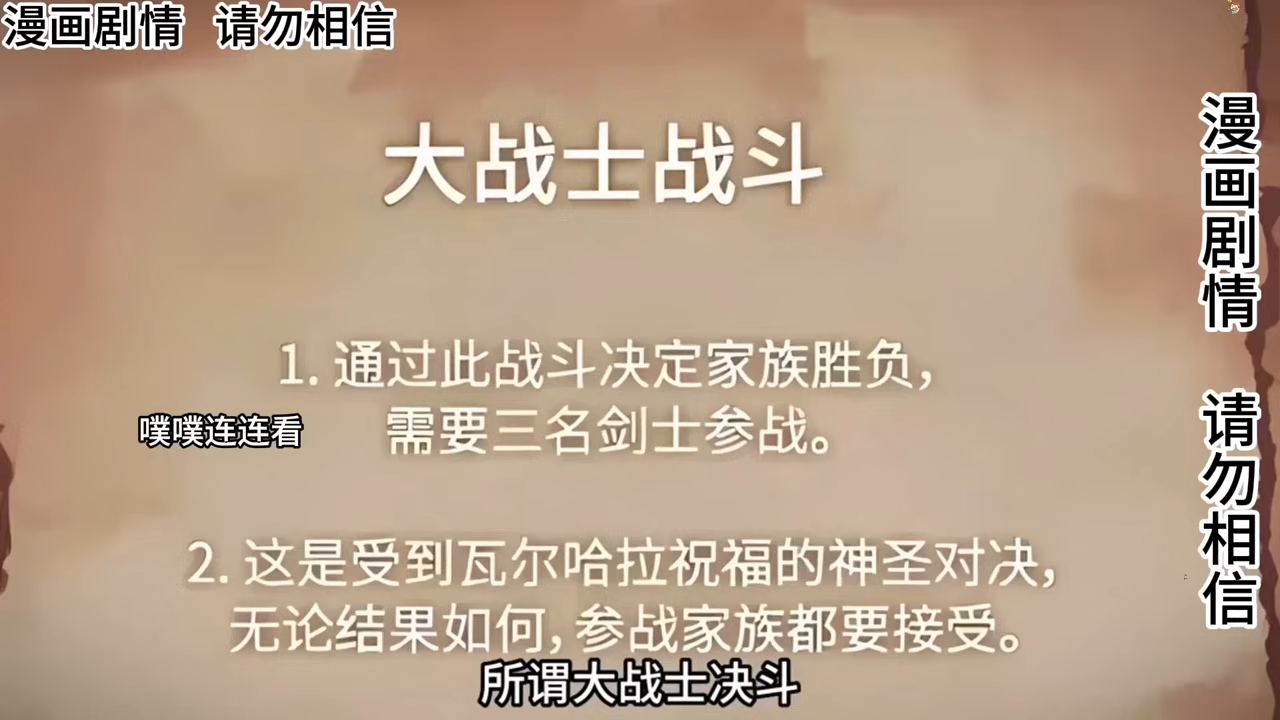 漫画剧情 请勿相信
大战士战斗
1. 通过此战斗决定家族胜负，
需要三名剑士参战。
噗噗连连看
2. 这是受到瓦尔哈拉祝福的神圣对决，
无论结果如何，参战家族都要接受。
所谓大战士决斗
漫画剧情 请勿相信